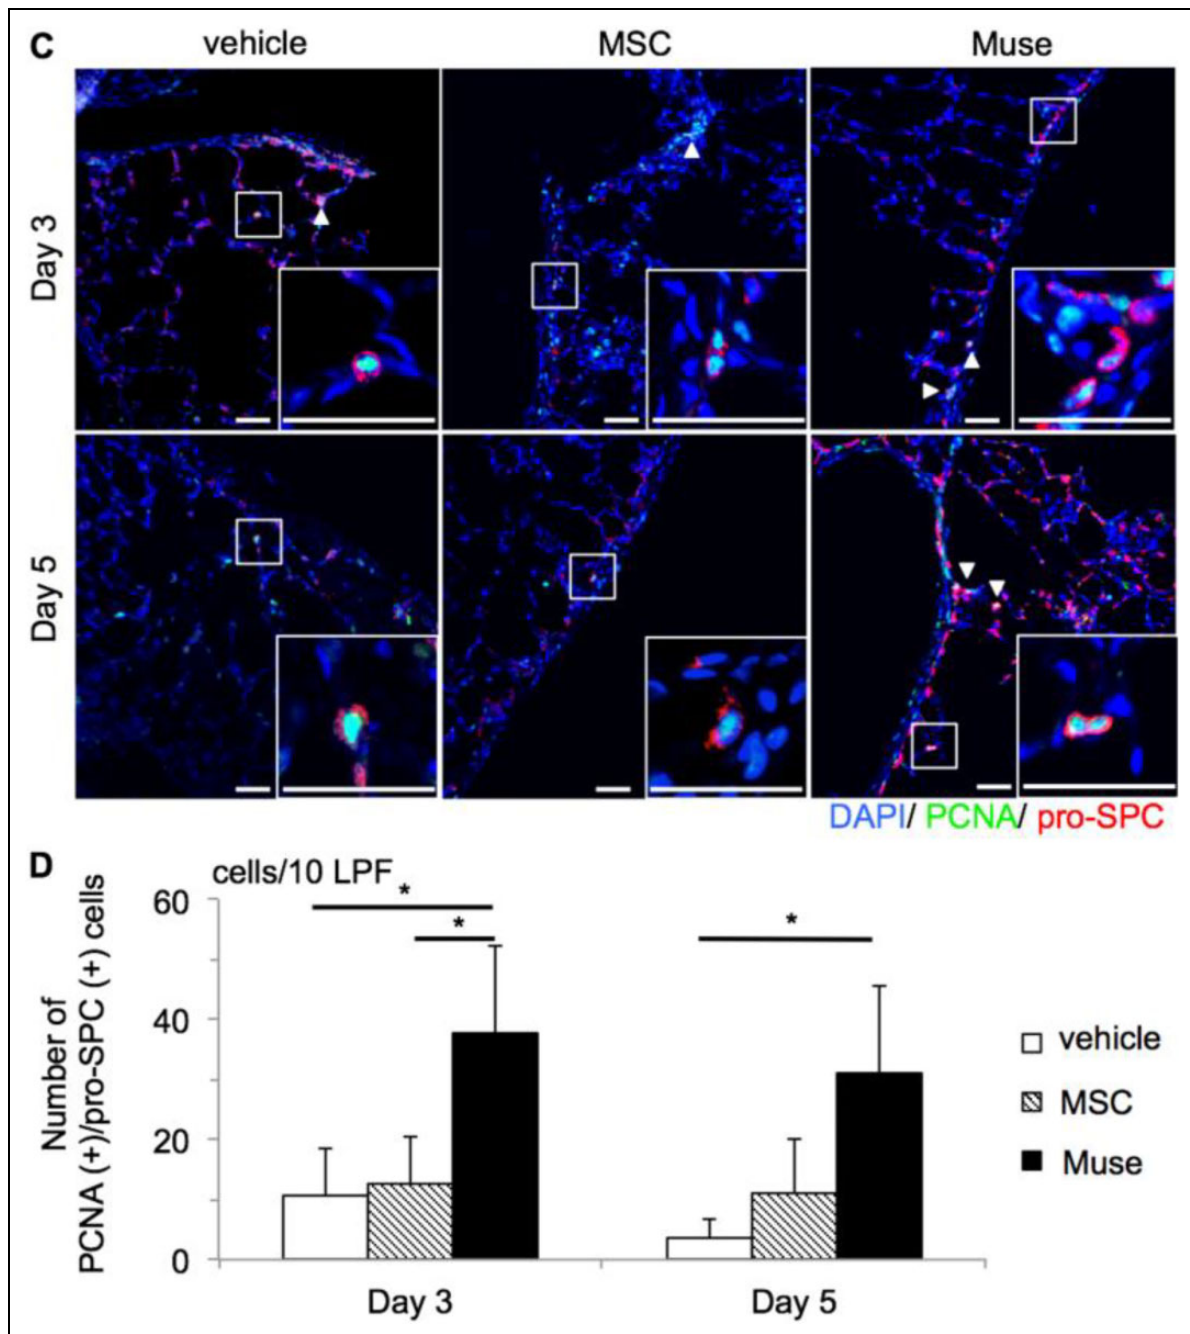 C
vehicle
MSC
Muse
Day 3
Day 5
DAPI/ PCNA/ pro-SPC
D
cells/10 LPF
Number of
PCNA (+)/pro-SPC (+) cells
60
40
20
0
*
*
*
Day 3
Day 5
vehicle
MSC
Muse